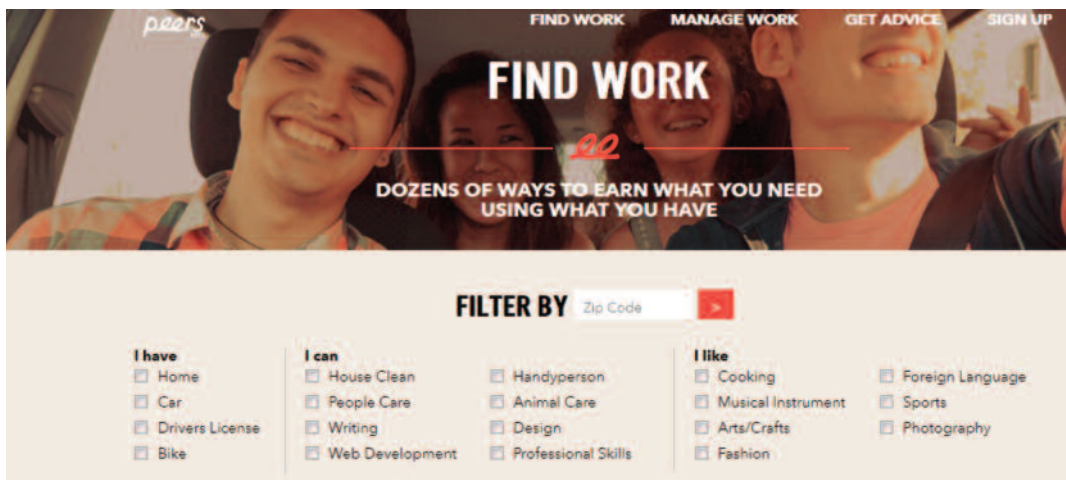 peers
FIND WORK MANAGE WORK GET ADVICE SIGN UP
FIND WORK
DOZENS OF WAYS TO EARN WHAT YOU NEED
USING WHAT YOU HAVE
FILTER BY Zip Code >
I have
Home
Car
Drivers License
Bike
I can
House Clean
People Care
Writing
Web Development
Handyperson
Animal Care
Design
Professional Skills
I like
Cooking
Musical Instrument
Arts/Crafts
Fashion
Foreign Language
Sports
Photography